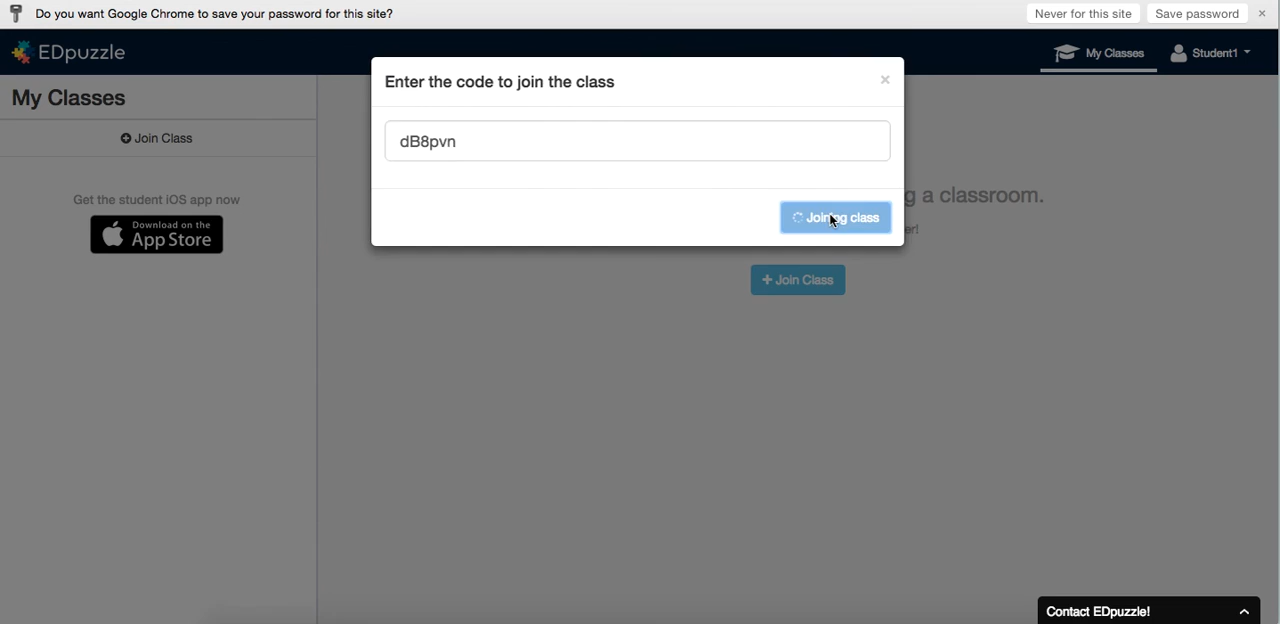 Do you want Google Chrome to save your password for this site?
Never for this site
Save password
EDpuzzle
My Classes
Student1
My Classes
Join Class
Get the student iOS app now
Download on the
App Store
Enter the code to join the class
dB8pvn
Joining class
g a classroom.
er!
+ Join Class
Contact EDpuzzle!